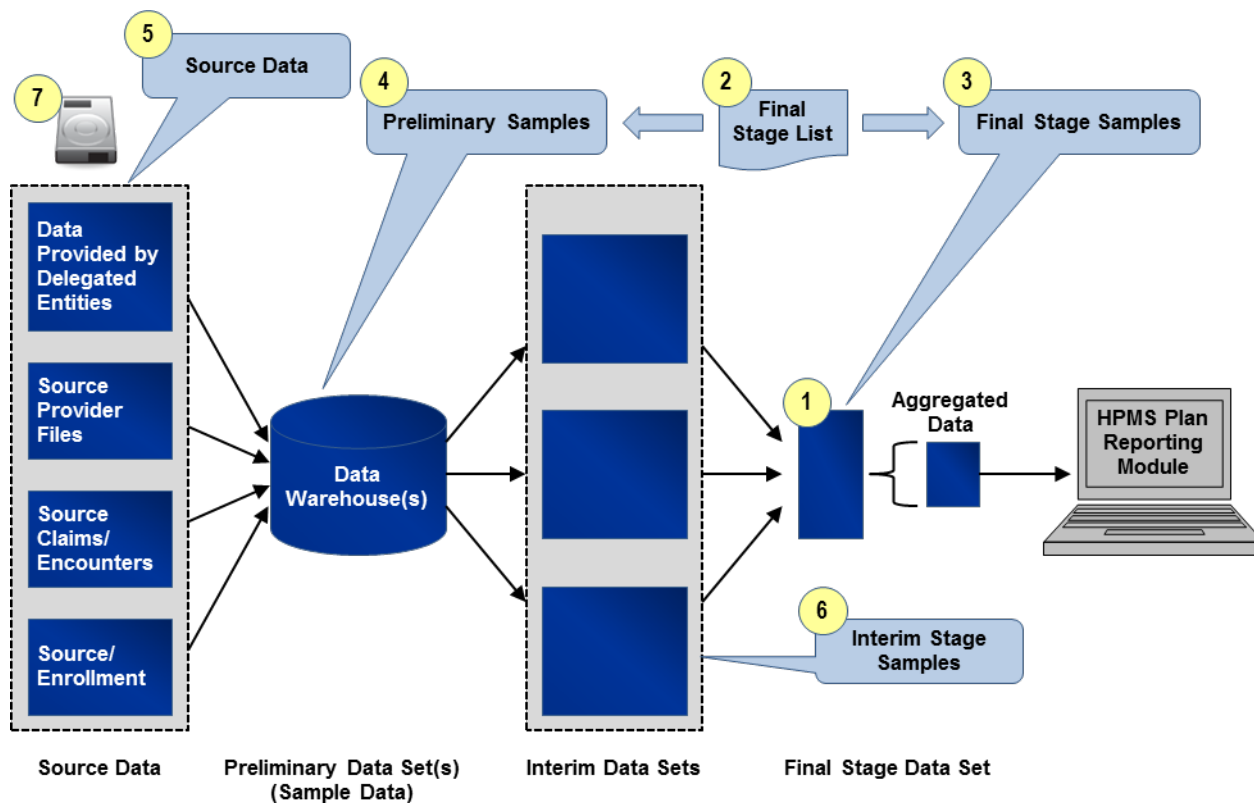 5
Source Data
7
4
Preliminary Samples
2
Final
Stage List
3
Final Stage Samples
Data
Provided by
Delegated
Entities
Source
Provider
Files
Source
Claims/
Encounters
Source/
Enrollment
Data
Warehouse(s)
1
Aggregated
Data
HPMS Plan
Reporting
Module
6
Interim Stage
Samples
Source Data
Preliminary Data Set(s)
(Sample Data)
Interim Data Sets
Final Stage Data Set